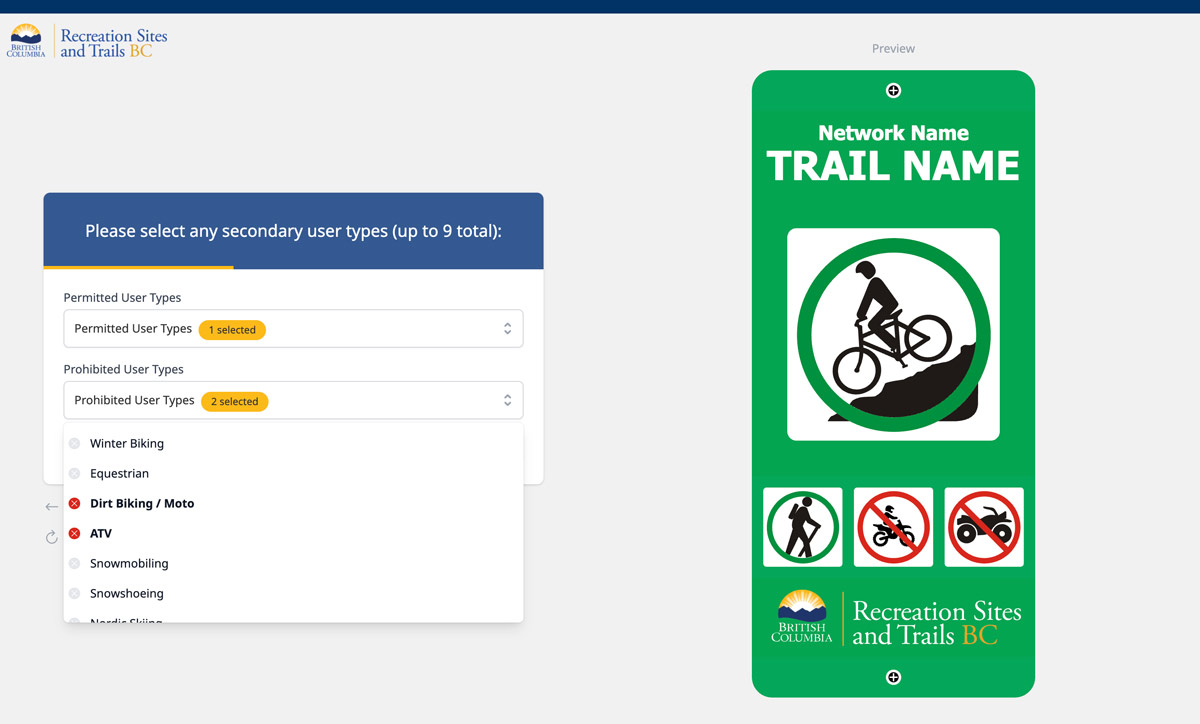 BRITISH
COLUMBIA
Recreation Sites
and Trails BC
Preview
Please select any secondary user types (up to 9 total):
Permitted User Types
Permitted User Types 1 selected
Prohibited User Types
Prohibited User Types 2 selected
Winter Biking
Equestrian
Dirt Biking / Moto
ATV
Snowmobiling
Snowshoeing
Nordic Skiing
Network Name
TRAIL NAME
BRITISH
COLUMBIA
Recreation Sites
and Trails BC